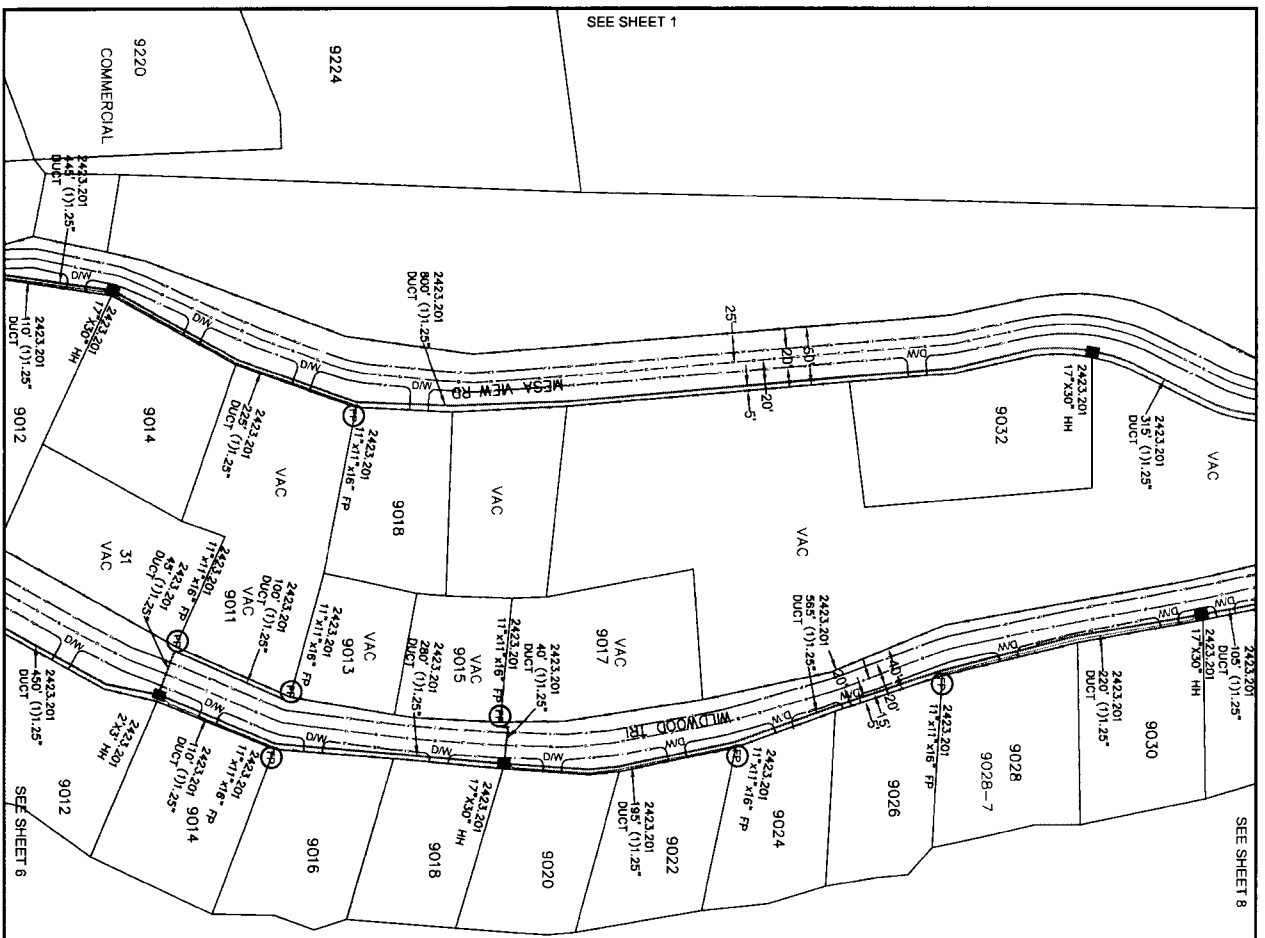 SEE SHEET 1
9220
COMMERCIAL
9224
2423.201
445' (1)1.25"
DUCT
D/W
2423.201
17"X30" HH
2423.201
110' (1)1.25"
DUCT
9012
9014
D/W
2423.201
225' (1)1.25"
DUCT
D/W
FP
2423.201
11"x11"x16" FP
VAC
9018
D/W
2423.201
800' (1)1.25"
DUCT
MESA VIEW RD
VAC
25'
20'
60'
20'
5'
D/W
VAC
9032
2423.201
17"X30" HH
2423.201
315' (1)1.25"
DUCT
VAC
31
VAC
2423.201
11"x11"x16" FP
2423.201
45' (1)1.25"
DUCT
FP
VAC
9011
2423.201
100' (1)1.25"
DUCT
FP
2423.201
11"x11"x16" FP
9013
VAC
VAC
9015
2423.201
280' (1)1.25"
DUCT
2423.201
11"x11"x16" FP
FP
2423.201
40' (1)1.25"
DUCT
VAC
9017
WILDWOOD TRL
2423.201
565' (1)1.25"
DUCT
40'
20'
20'
5'
5'
D/W
D/W
D/W
D/W
D/W
D/W
D/W
D/W
D/W
D/W
D/W
2423.201
450' (1)1.25"
DUCT
2423.201
2'X3' HH
9012
2423.201
110' (1)1.25"
DUCT
9014
2423.201
11"x11"x16" FP
FP
9016
9018
2423.201
17"X30" HH
9020
2423.201
195' (1)1.25"
DUCT
9022
FP
2423.201
11"x11"x16" FP
9024
9026
FP
2423.201
11"x11"x16" FP
9028
9028-7
2423.201
220' (1)1.25"
DUCT
9030
2423.201
17"X30" HH
2423.201
105' (1)1.25"
DUCT
SEE SHEET 6
SEE SHEET 8